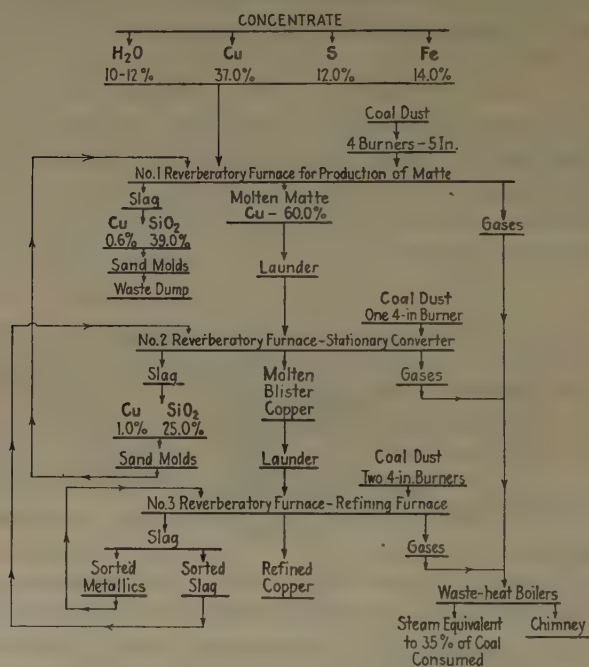 CONCENTRATE
H2O Cu S Fe
10-12% 37.0% 12.0% 14.0%
Coal Dust
4 Burners-5 In.
No.1 Reverberatory Furnace for Production of Matte
Slag
Cu SiO2
0.6% 39.0%
Sand Molds
Waste Dump
Molten Matte
Cu- 60.0%
Launder
Gases
Coal Dust
One 4-in Burner
No.2 Reverberatory Furnace-Stationary Converter
Slag
Cu SiO2
1.0% 25.0%
Sand Molds
Molten
Blister
Copper
Launder
Gases
Coal Dust
Two 4-in. Burners
No.3 Reverberatory Furnace-Refining Furnace
Slag
Sorted
Metallics
Sorted
Slag
Refined
Copper
Gases
Waste-heat Boilers
Steam Equivalent
to 35% of Coal
Consumed
Chimney